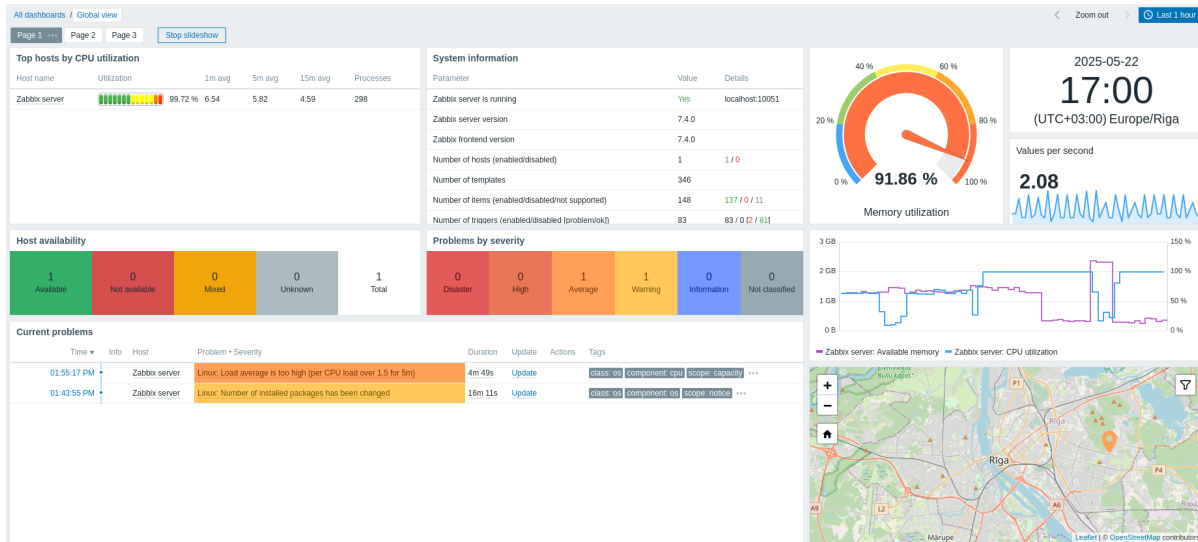 All dashboards / Global view
Zoom out
Last 1 hour
Page 1
Page 2
Page 3
Stop slideshow
Top hosts by CPU utilization
Host name Utilization 1m avg 5m avg 15m avg Processes
Zabbix server 99.72 % 6.54 5.82 4.59 298
System information
Parameter Value Details
Zabbix server is running Yes localhost:10051
Zabbix server version 7.4.0
Zabbix frontend version 7.4.0
Number of hosts (enabled/disabled) 1 1 / 0
Number of templates 346
Number of items (enabled/disabled/not supported) 148 137 / 0 / 11
Number of triggers (enabled/disabled [problem/ok]) 83 83 / 0 [2 / 81]
40 % 60 %
20 % 80 %
0 % 91.86 % 100 %
Memory utilization
2025-05-22
17:00
(UTC+03:00) Europe/Riga
Values per second
2.08
Host availability
1 0 0 0 1
Available Not available Mixed Unknown Total
Problems by severity
0 0 1 1 0 0
Disaster High Average Warning Information Not classified
3 GB 150 %
2 GB 100 %
1 GB 50 %
0 B 0 %
Zabbix server: Available memory Zabbix server: CPU utilization
Current problems
Time Info Host Problem • Severity Duration Update Actions Tags
01:55:17 PM Zabbix server Linux: Load average is too high (per CPU load over 1.5 for 5m) 4m 49s Update class: os component: cpu scope: capacity
01:43:55 PM Zabbix server Linux: Number of installed packages has been changed 16m 11s Update class: os component: os scope: notice
+
−
"Buļļu kāpas"
P1
Rīga
Rīga
P4
A9
L2
A6
Mārupe
Leaflet | © OpenStreetMap contributors